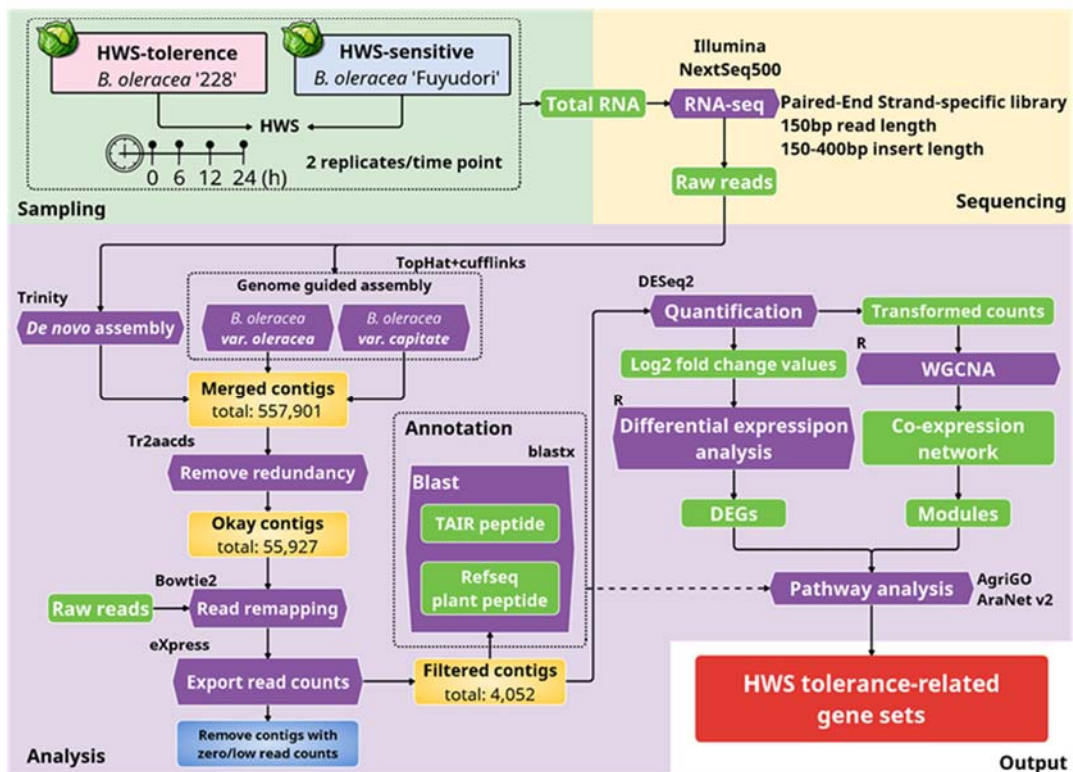 HWS-tolerence
B. oleracea '228'
HWS-sensitive
B. oleracea 'Fuyudori'
HWS
0 6 12 24 (h)
2 replicates/time point
Sampling
Total RNA
Illumina
NextSeq500
RNA-seq
Paired-End Strand-specific library
150bp read length
150-400bp insert length
Raw reads
Sequencing
Trinity
De novo assembly
TopHat+cufflinks
Genome guided assembly
B. oleracea
var. oleracea
B. oleracea
var. capitate
Merged contigs
total: 557,901
Tr2aacds
Remove redundancy
Okay contigs
total: 55,927
Bowtie2
Raw reads
Read remapping
eXpress
Export read counts
Remove contigs with
zero/low read counts
Filtered contigs
total: 4,052
Annotation
blastx
Blast
TAIR peptide
Refseq
plant peptide
DESeq2
Quantification
Transformed counts
Log2 fold change values
R
WGCNA
R
Differential expressipon
analysis
Co-expression
network
DEGs
Modules
Pathway analysis
AgriGO
AraNet v2
HWS tolerance-related
gene sets
Analysis
Output